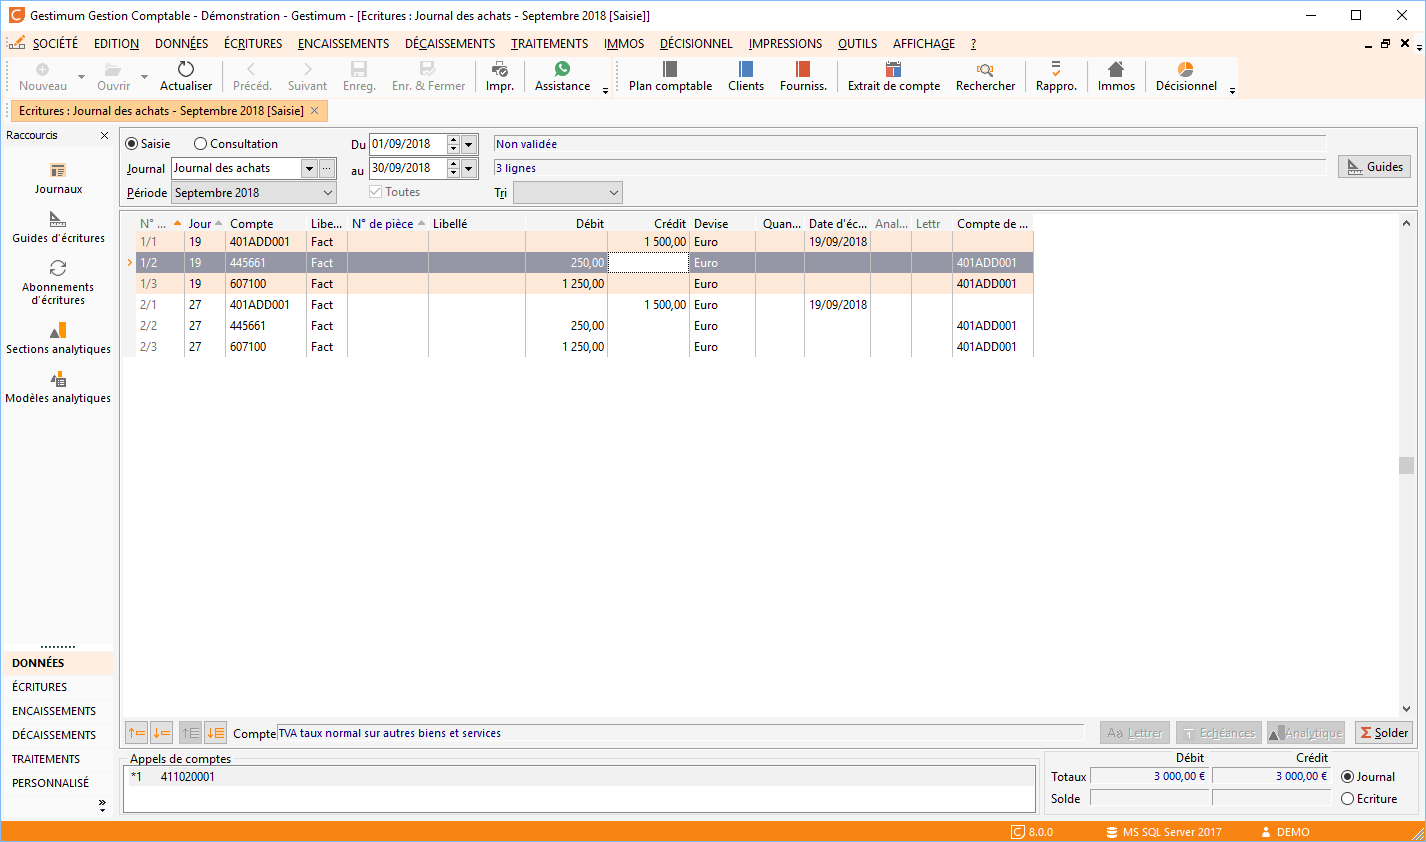 Gestimum Gestion Comptable - Démonstration - Gestimum - [Ecritures : Journal des achats - Septembre 2018 [Saisie]]
SOCIÉTÉ EDITION DONNÉES ÉCRITURES ENCAISSEMENTS DÉCAISSEMENTS TRAITEMENTS IMMOS DÉCISIONNEL IMPRESSIONS OUTILS AFFICHAGE ?
Nouveau Ouvrir Actualiser Précéd. Suivant Enreg. Enr. & Fermer Impr. Assistance Plan comptable Clients Fourniss. Extrait de compte Rechercher Rappro. Immos Décisionnel
Ecritures : Journal des achats - Septembre 2018 [Saisie]
Raccourcis
Journaux
Guides d'écritures
Abonnements
d'écritures
Sections analytiques
Modèles analytiques
DONNÉES
ÉCRITURES
ENCAISSEMENTS
DÉCAISSEMENTS
TRAITEMENTS
PERSONNALISÉ
Saisie Consultation Du 01/09/2018 Non validée
Journal Journal des achats ... au 30/09/2018 3 lignes Guides
Période Septembre 2018 Toutes Tri
N° ... Jour Compte Libe... N° de pièce Libellé Débit Crédit Devise Quan... Date d'éc... Anal... Lettr Compte de ...
1/1 19 401ADD001 Fact 1 500,00 Euro 19/09/2018
1/2 19 445661 Fact 250,00 Euro 401ADD001
1/3 19 607100 Fact 1 250,00 Euro 401ADD001
2/1 27 401ADD001 Fact 1 500,00 Euro 19/09/2018
2/2 27 445661 Fact 250,00 Euro 401ADD001
2/3 27 607100 Fact 1 250,00 Euro 401ADD001
Compte TVA taux normal sur autres biens et services Aa Lettrer Echéances Analytique Σ Solder
Appels de comptes
*1 411020001
Débit Crédit
Totaux 3 000,00 € 3 000,00 € Journal
Solde Ecriture
8.0.0 MS SQL Server 2017 DEMO